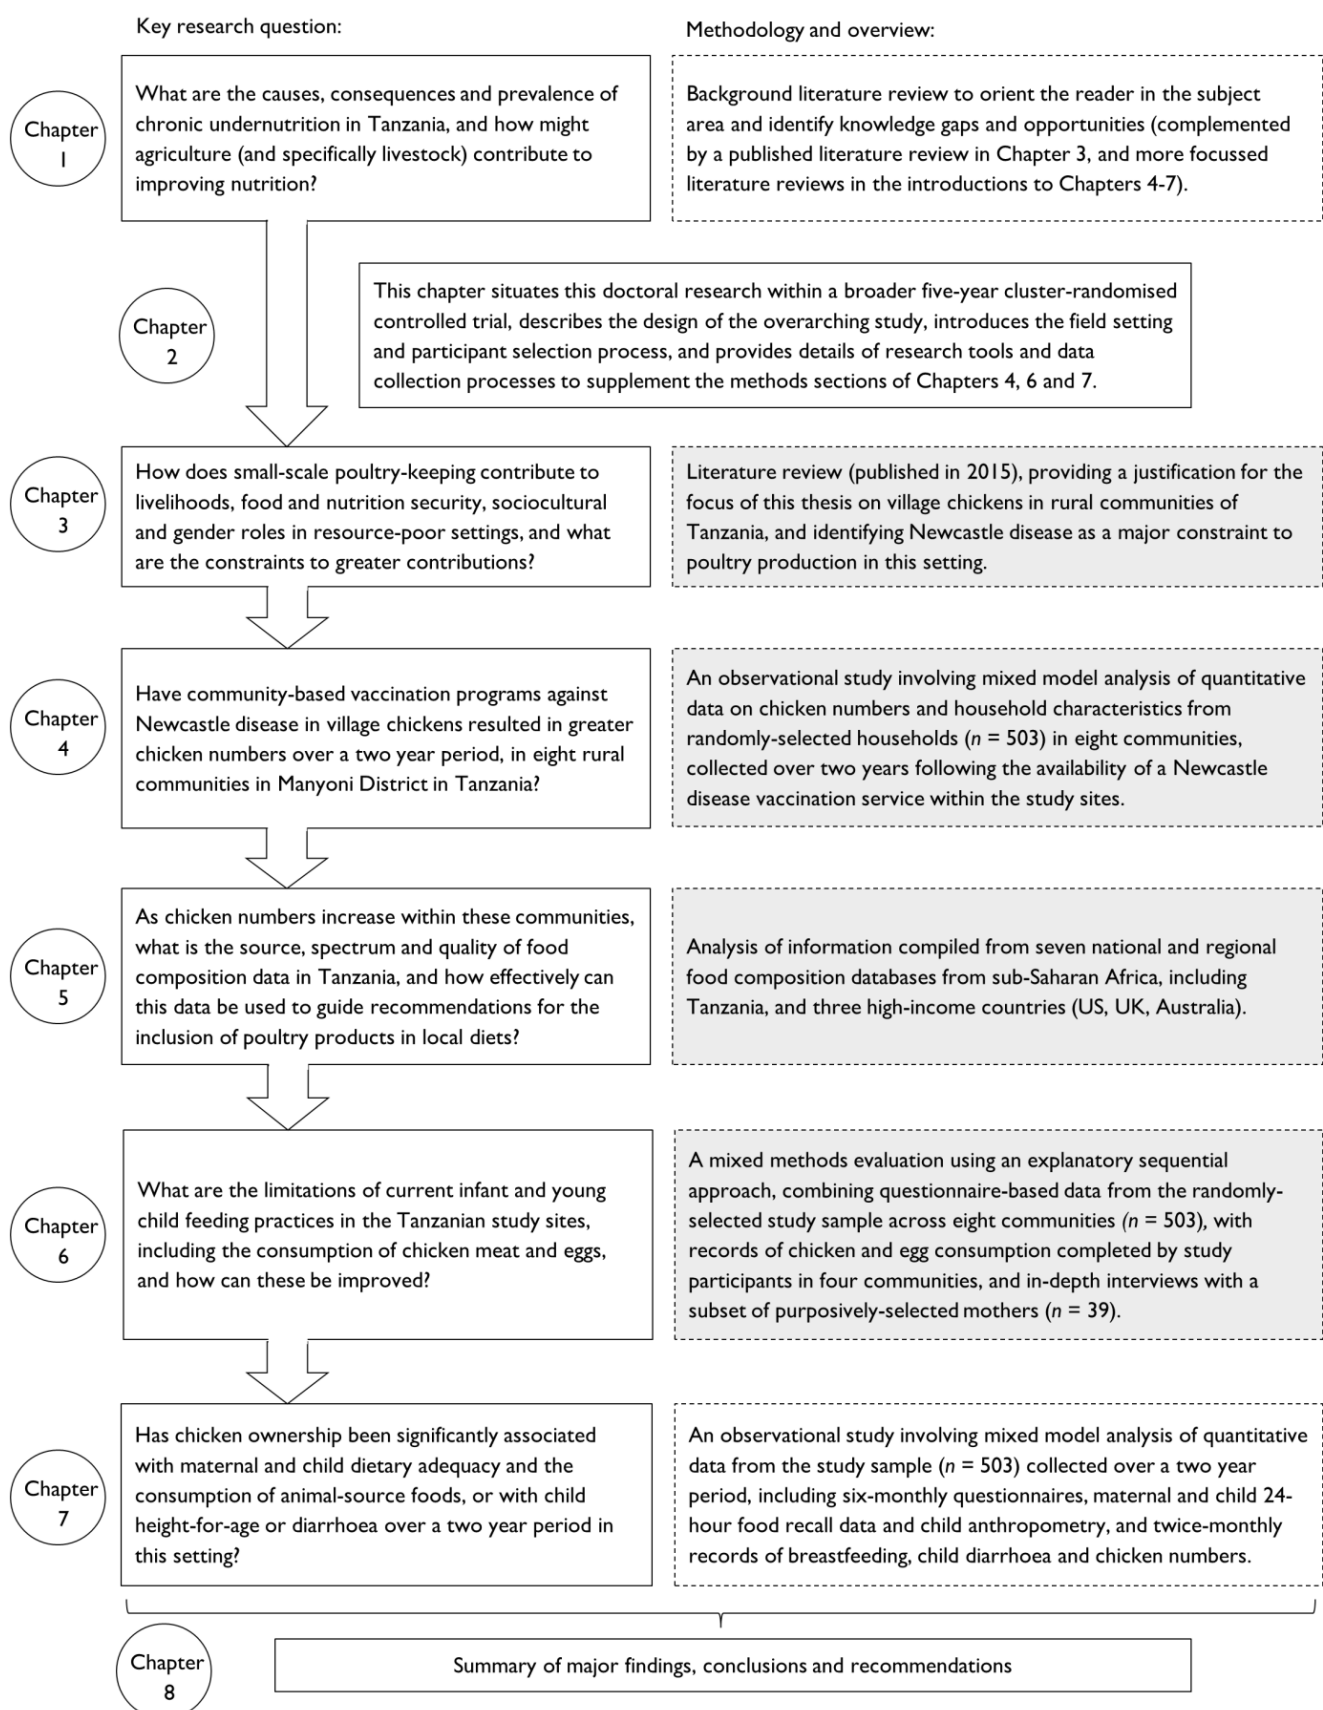 Key research question:
Methodology and overview:
Chapter
1
What are the causes, consequences and prevalence of
chronic undernutrition in Tanzania, and how might
agriculture (and specifically livestock) contribute to
improving nutrition?
Background literature review to orient the reader in the subject
area and identify knowledge gaps and opportunities (complemented
by a published literature review in Chapter 3, and more focussed
literature reviews in the introductions to Chapters 4-7).
Chapter
2
This chapter situates this doctoral research within a broader five-year cluster-randomised
controlled trial, describes the design of the overarching study, introduces the field setting
and participant selection process, and provides details of research tools and data
collection processes to supplement the methods sections of Chapters 4, 6 and 7.
Chapter
3
How does small-scale poultry-keeping contribute to
livelihoods, food and nutrition security, sociocultural
and gender roles in resource-poor settings, and what
are the constraints to greater contributions?
Literature review (published in 2015), providing a justification for the
focus of this thesis on village chickens in rural communities of
Tanzania, and identifying Newcastle disease as a major constraint to
poultry production in this setting.
Chapter
4
Have community-based vaccination programs against
Newcastle disease in village chickens resulted in greater
chicken numbers over a two year period, in eight rural
communities in Manyoni District in Tanzania?
An observational study involving mixed model analysis of quantitative
data on chicken numbers and household characteristics from
randomly-selected households (n = 503) in eight communities,
collected over two years following the availability of a Newcastle
disease vaccination service within the study sites.
Chapter
5
As chicken numbers increase within these communities,
what is the source, spectrum and quality of food
composition data in Tanzania, and how effectively can
this data be used to guide recommendations for the
inclusion of poultry products in local diets?
Analysis of information compiled from seven national and regional
food composition databases from sub-Saharan Africa, including
Tanzania, and three high-income countries (US, UK, Australia).
Chapter
6
What are the limitations of current infant and young
child feeding practices in the Tanzanian study sites,
including the consumption of chicken meat and eggs,
and how can these be improved?
A mixed methods evaluation using an explanatory sequential
approach, combining questionnaire-based data from the randomly-
selected study sample across eight communities (n = 503), with
records of chicken and egg consumption completed by study
participants in four communities, and in-depth interviews with a
subset of purposively-selected mothers (n = 39).
Chapter
7
Has chicken ownership been significantly associated
with maternal and child dietary adequacy and the
consumption of animal-source foods, or with child
height-for-age or diarrhoea over a two year period in
this setting?
An observational study involving mixed model analysis of quantitative
data from the study sample (n = 503) collected over a two year
period, including six-monthly questionnaires, maternal and child 24-
hour food recall data and child anthropometry, and twice-monthly
records of breastfeeding, child diarrhoea and chicken numbers.
Chapter
8
Summary of major findings, conclusions and recommendations